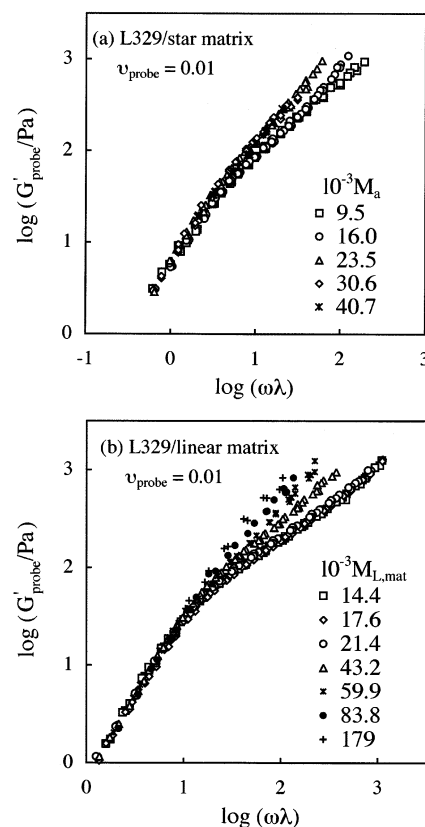 (a) L329/star matrix
υprobe = 0.01
log (G'probe/Pa)
3
2
1
0
10⁻³Ma
9.5
16.0
23.5
30.6
40.7
-1 0 1 2 3
log (ωλ)
(b) L329/linear matrix
υprobe = 0.01
log (G'probe/Pa)
3
2
1
0
10⁻³ML,mat
14.4
17.6
21.4
43.2
59.9
83.8
179
0 1 2 3
log (ωλ)